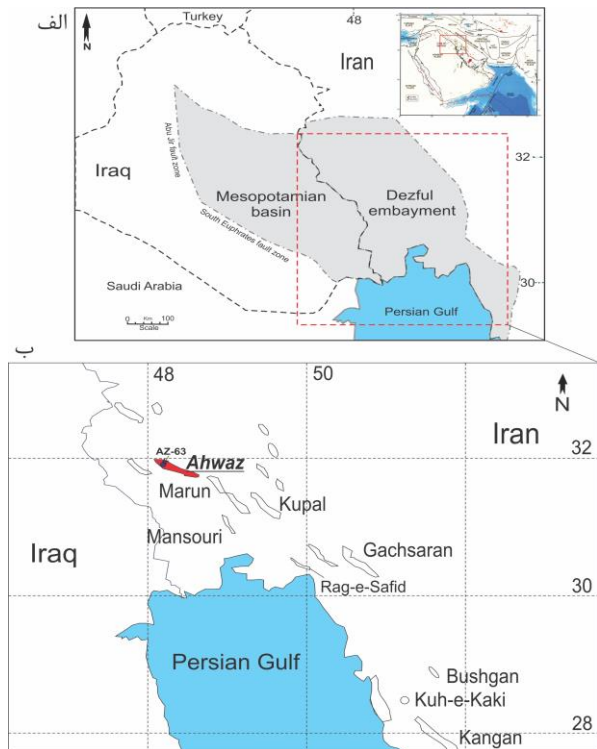 الف
Turkey
48
N
Iran
32
Iraq
Abu Jir fault zone
Mesopotamian
basin
Dezful
embayment
South Euphrates fault zone
30
Saudi Arabia
Persian Gulf
0 Km 100
Scale
ب
48
50
N
Iran
AZ-63
Ahwaz
32
Marun
Kupal
Mansouri
Gachsaran
Iraq
Rag-e-Safid
30
Persian Gulf
Bushgan
Kuh-e-Kaki
28
Kangan